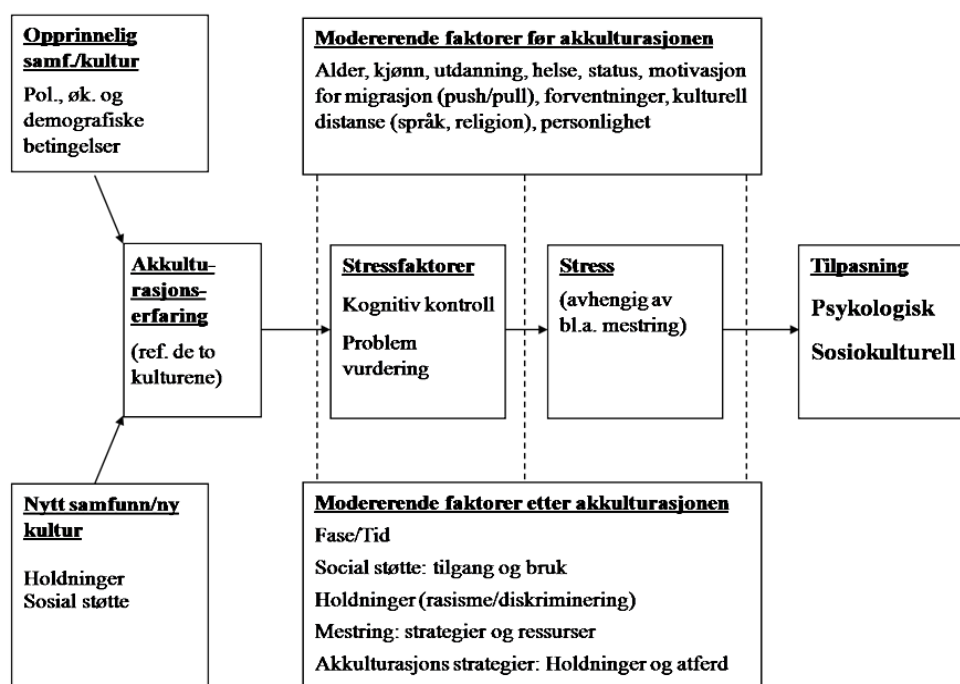 Opprinnelig
samf./kultur
Pol., øk. og
demografiske
betingelser
Modererende faktorer før akkulturasjonen
Alder, kjønn, utdanning, helse, status, motivasjon
for migrasjon (push/pull), forventninger, kulturell
distanse (språk, religion), personlighet
Akkultu-
rasjons-
erfaring
(ref. de to
kulturene)
Stressfaktorer
Kognitiv kontroll
Problem
vurdering
Stress
(avhengig av
bl.a. mestring)
Tilpasning
Psykologisk
Sosiokulturell
Nytt samfunn/ny
kultur
Holdninger
Sosial støtte
Modererende faktorer etter akkulturasjonen
Fase/Tid
Social støtte: tilgang og bruk
Holdninger (rasisme/diskriminering)
Mestring: strategier og ressurser
Akkulturasjons strategier: Holdninger og atferd